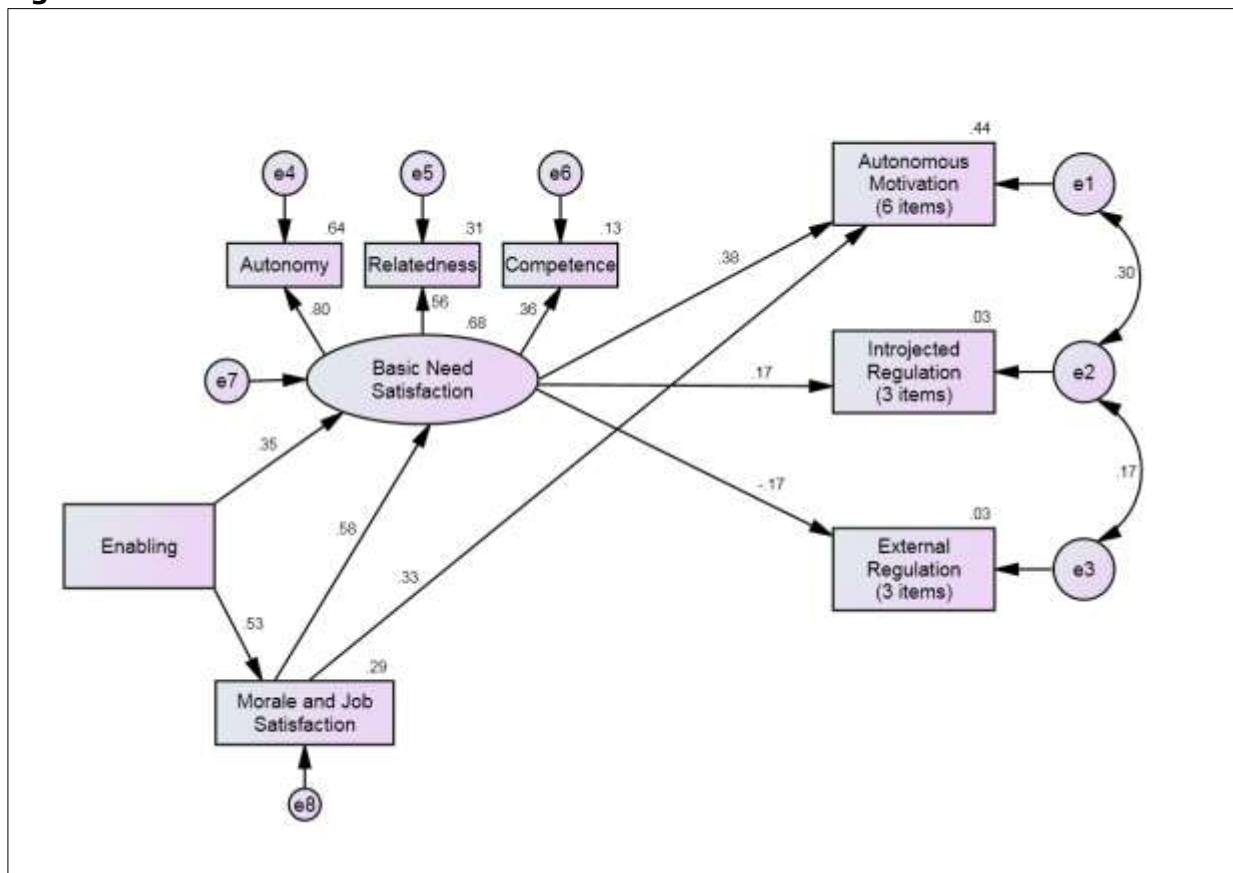 .44
e4
e5
e6
Autonomous
Motivation
(6 items)
e1
.64
.31
.13
Autonomy
Relatedness
Competence
.38
.30
.80
.56
.36
.68
.03
Basic Need
Satisfaction
e7
.17
Introjected
Regulation
(3 items)
e2
.35
-.17
.17
.58
.03
Enabling
External
Regulation
(3 items)
e3
.33
.53
.29
Morale and Job
Satisfaction
e8